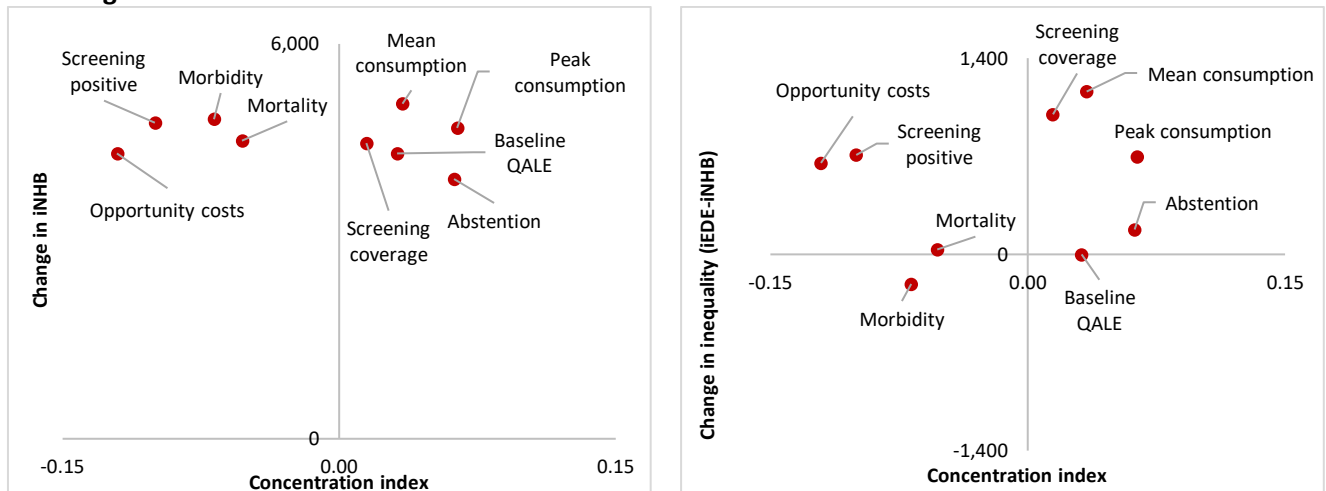 6,000
Mean
consumption
Peak
consumption
Screening
positive
Morbidity
Mortality
Baseline
QALE
Opportunity costs
Abstention
Screening
coverage
Change in iNHB
0
-0.15
0.00
0.15
Concentration index
Screening
coverage
1,400
Mean consumption
Opportunity costs
Screening
positive
Peak consumption
Mortality
Abstention
0
-0.15
0.00
0.15
Baseline
QALE
Morbidity
Change in inequality (iEDE-iNHB)
-1,400
Concentration index